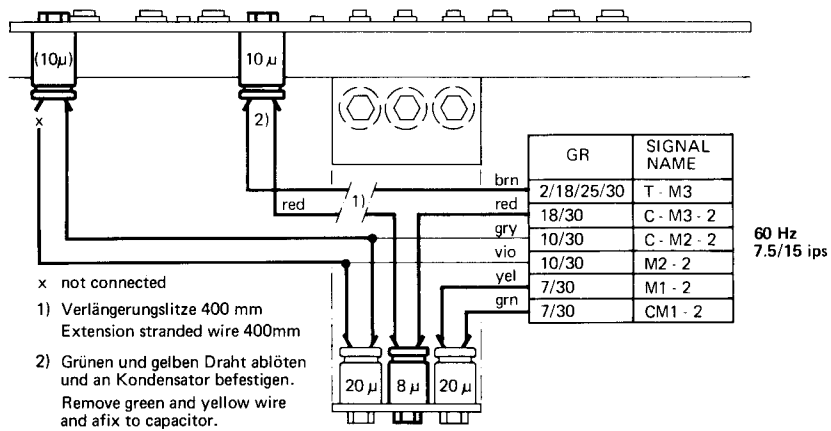 (10µ)
10 µ
x
2)
GR
SIGNAL NAME
brn
2/18/25/30
T - M3
red
1)
red
18/30
C - M3 - 2
gry
10/30
C - M2 - 2
60 Hz
7.5/15 ips
vio
10/30
M2 - 2
yel
7/30
M1 - 2
grn
7/30
CM1 - 2
x not connected
1) Verlängerungslitze 400 mm
Extension stranded wire 400mm
2) Grünen und gelben Draht ablöten
und an Kondensator befestigen.
Remove green and yellow wire
and afix to capacitor.
20 µ
8 µ
20 µ